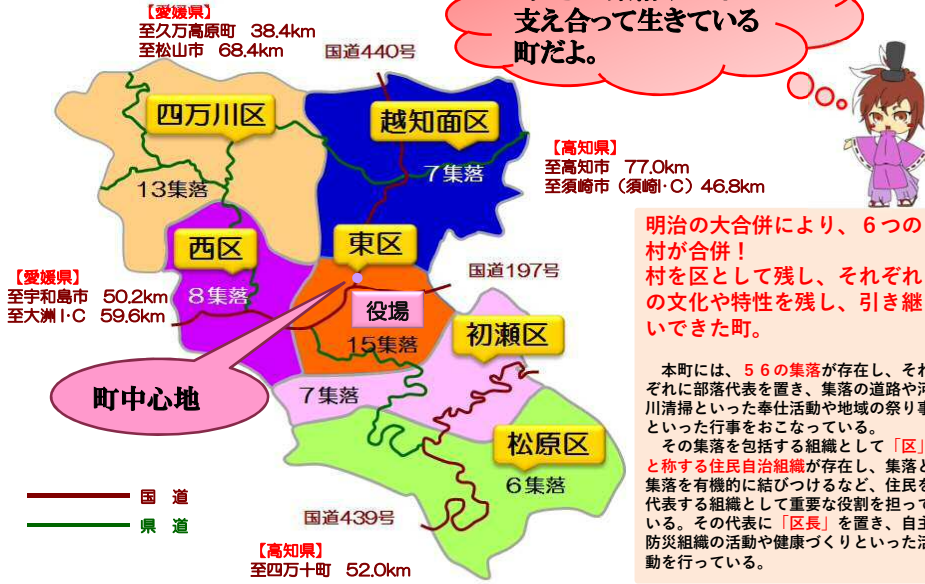 【愛媛県】
至久万高原町 38.4km
至松山市 68.4km
国道440号
支え合って生きている
町だよ。
四万川区
越知面区
【高知県】
至高知市 77.0km
至須崎市（須崎I・C）46.8km
7集落
13集落
西区
東区
国道197号
【愛媛県】
至宇和島市 50.2km
至大洲I・C 59.6km
8集落
役場
15集落
初瀬区
町中心地
7集落
松原区
6集落
国道439号
国 道
県 道
【高知県】
至四万十町 52.0km
明治の大合併により、６つの
村が合併！
村を区として残し、それぞれ
の文化や特性を残し、引き継
いできた町。
本町には、５６の集落が存在し、それ
ぞれに部落代表を置き、集落の道路や河
川清掃といった奉仕活動や地域の祭り事
といった行事をおこなっている。
その集落を包括する組織として「区」
と称する住民自治組織が存在し、集落と
集落を有機的に結びつけるなど、住民を
代表する組織として重要な役割を担って
いる。その代表に「区長」を置き、自主
防災組織の活動や健康づくりといった活
動を行っている。